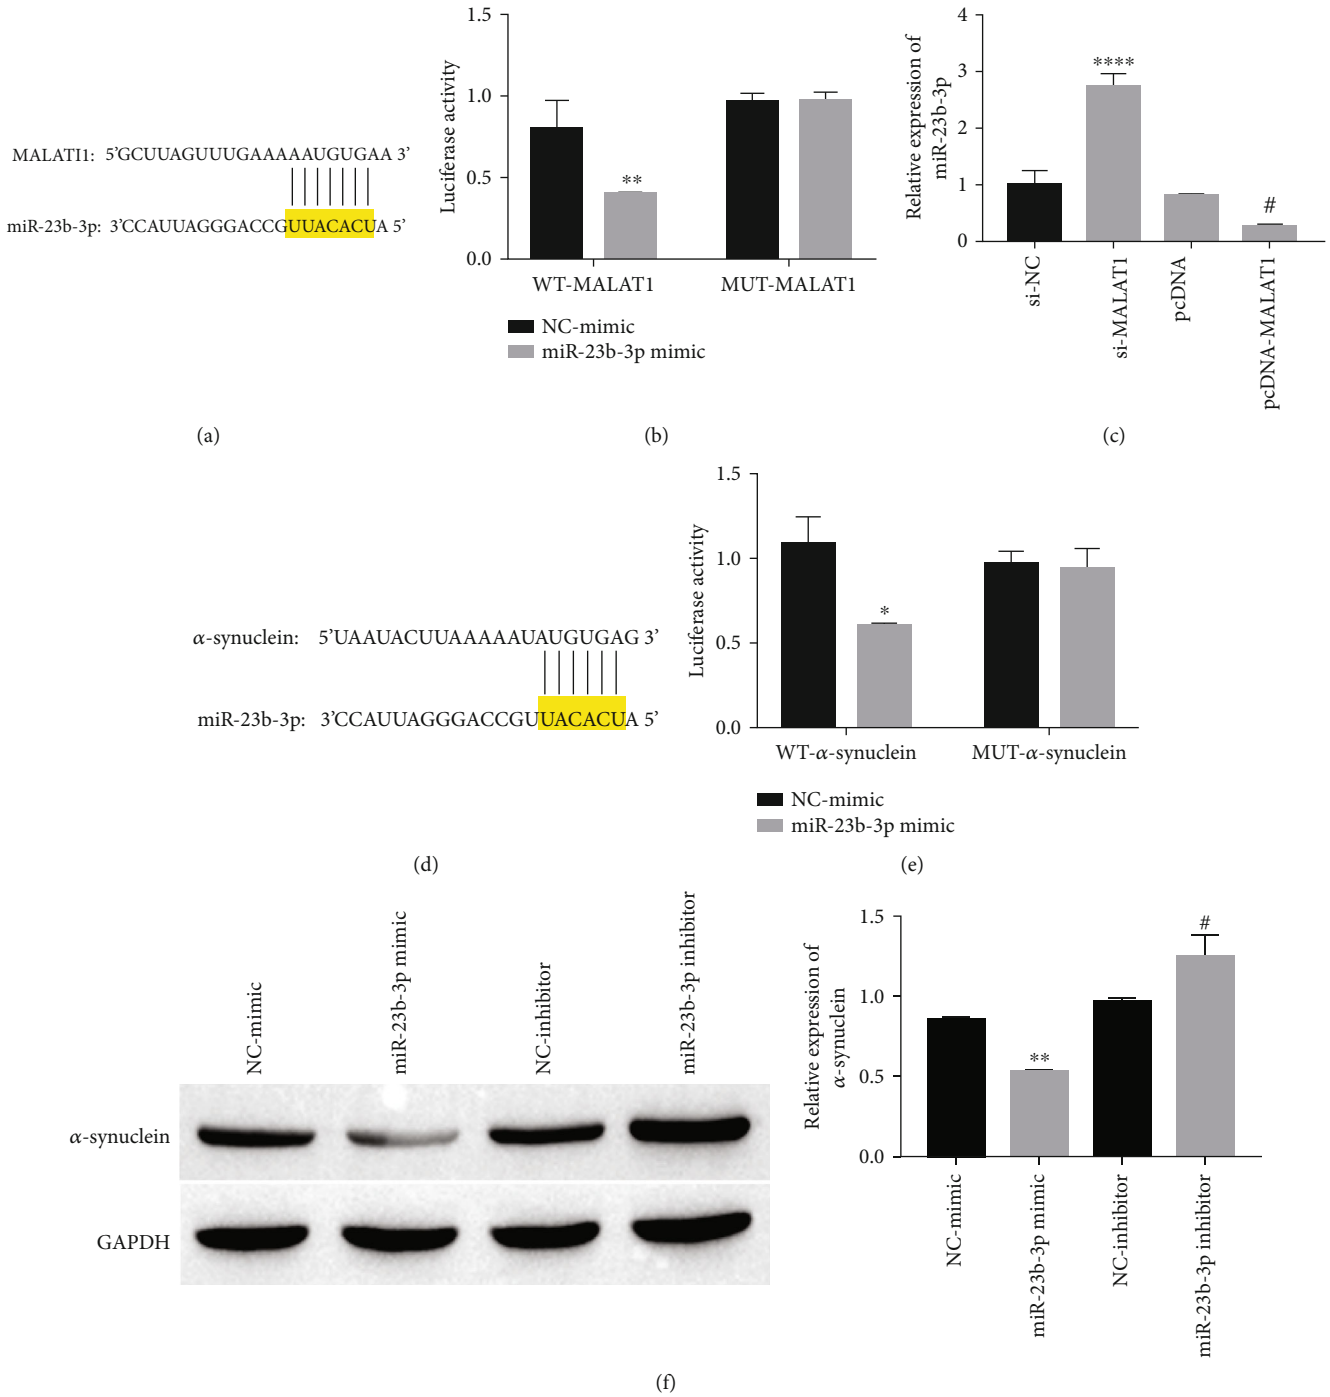 MALATI1: 5'GCUUAGUUUGAAAAAUGUGAA 3'
miR-23b-3p: 3'CCAUUAGGGACCGUUACACUA 5'
(a)
Luciferase activity
1.5
1.0
0.5
0.0
**
WT-MALAT1
MUT-MALAT1
NC-mimic
miR-23b-3p mimic
(b)
Relative expression of
miR-23b-3p
4
3
2
1
0
****
#
si-NC
si-MALAT1
pcDNA
pcDNA-MALAT1
(c)
α-synuclein: 5'UAAUACUUAAAAAUAUGUGAG 3'
miR-23b-3p: 3'CCAUUAGGGACCGUUACACUA 5'
(d)
Luciferase activity
1.5
1.0
0.5
0.0
*
WT-α-synuclein
MUT-α-synuclein
NC-mimic
miR-23b-3p mimic
(e)
NC-mimic
miR-23b-3p mimic
NC-inhibitor
miR-23b-3p inhibitor
α-synuclein
GAPDH
Relative expression of
α-synuclein
1.5
1.0
0.5
0.0
**
#
NC-mimic
miR-23b-3p mimic
NC-inhibitor
miR-23b-3p inhibitor
(f)